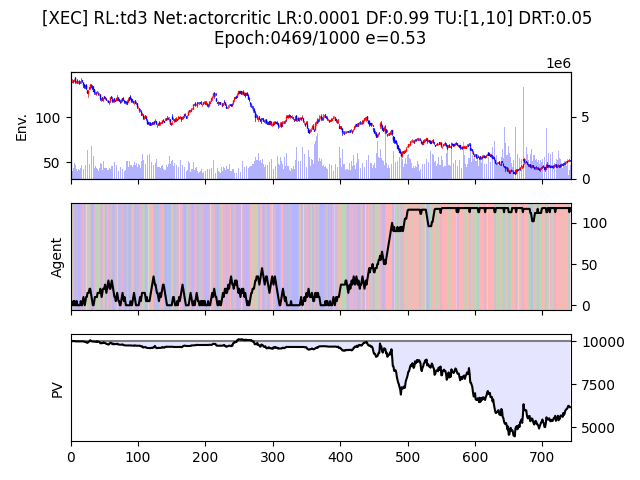 [XEC] RL:td3 Net:actorcritic LR:0.0001 DF:0.99 TU:[1,10] DRT:0.05
Epoch:0469/1000 e=0.53
1e6
Env.
100
50
5
0
Agent
100
50
0
PV
10000
7500
5000
0 100 200 300 400 500 600 700